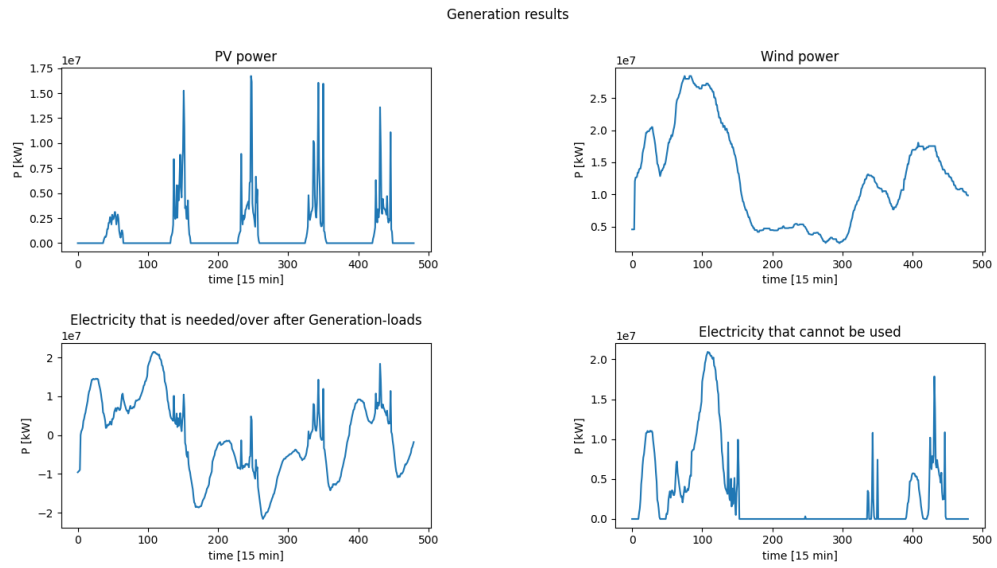 Generation results
PV power
1e7
1.75
1.50
1.25
1.00
0.75
0.50
0.25
0.00
P [kW]
0 100 200 300 400 500
time [15 min]
Wind power
1e7
2.5
2.0
1.5
1.0
0.5
P [kW]
0 100 200 300 400 500
time [15 min]
Electricity that is needed/over after Generation-loads
1e7
2
1
0
−1
−2
P [kW]
0 100 200 300 400 500
time [15 min]
Electricity that cannot be used
1e7
2.0
1.5
1.0
0.5
0.0
P [kW]
0 100 200 300 400 500
time [15 min]